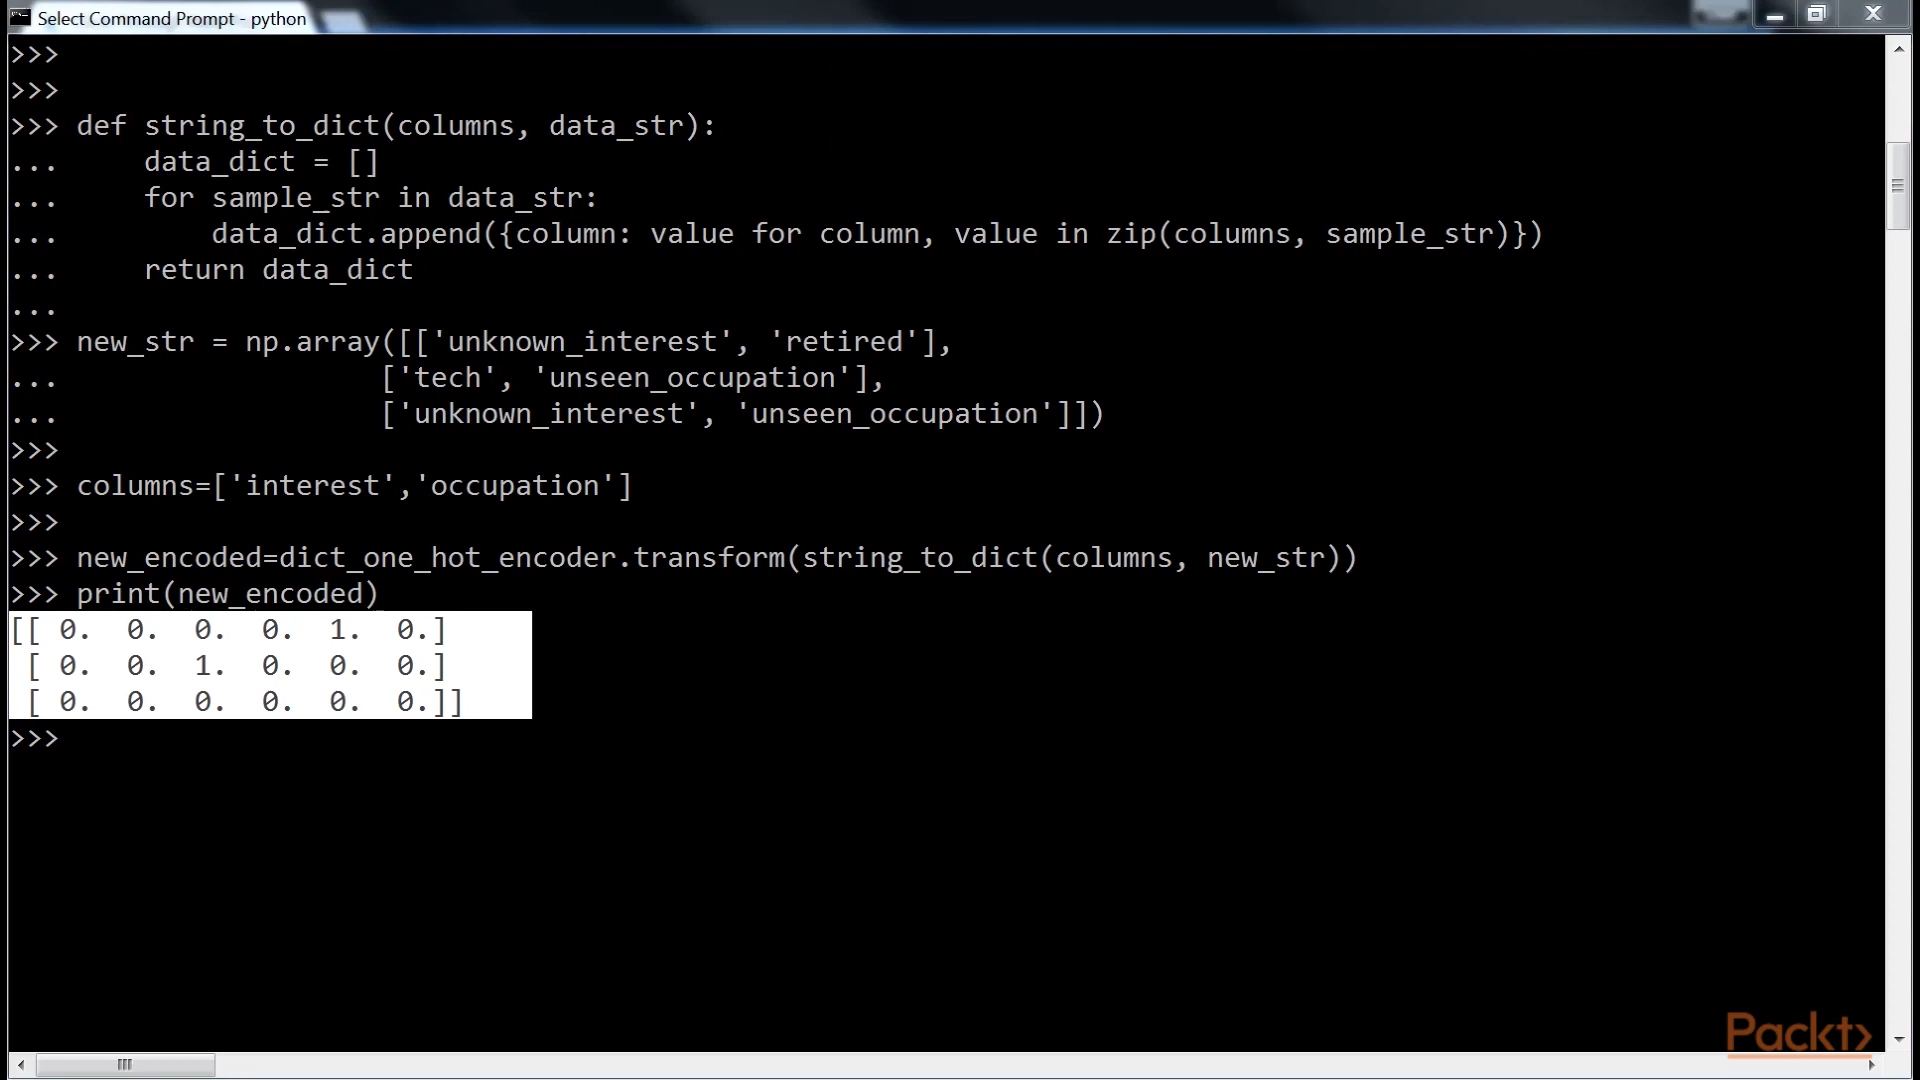 Select Command Prompt - python
>>>
>>>
>>> def string_to_dict(columns, data_str):
...     data_dict = []
...     for sample_str in data_str:
...         data_dict.append({column: value for column, value in zip(columns, sample_str)})
...     return data_dict
...
>>> new_str = np.array([['unknown_interest', 'retired'],
...                   ['tech', 'unseen_occupation'],
...                   ['unknown_interest', 'unseen_occupation']])
>>>
>>> columns=['interest','occupation']
>>>
>>> new_encoded=dict_one_hot_encoder.transform(string_to_dict(columns, new_str))
>>> print(new_encoded)
[[ 0.  0.  0.  0.  1.  0.]
 [ 0.  0.  1.  0.  0.  0.]
 [ 0.  0.  0.  0.  0.  0.]]
>>>
Packt>